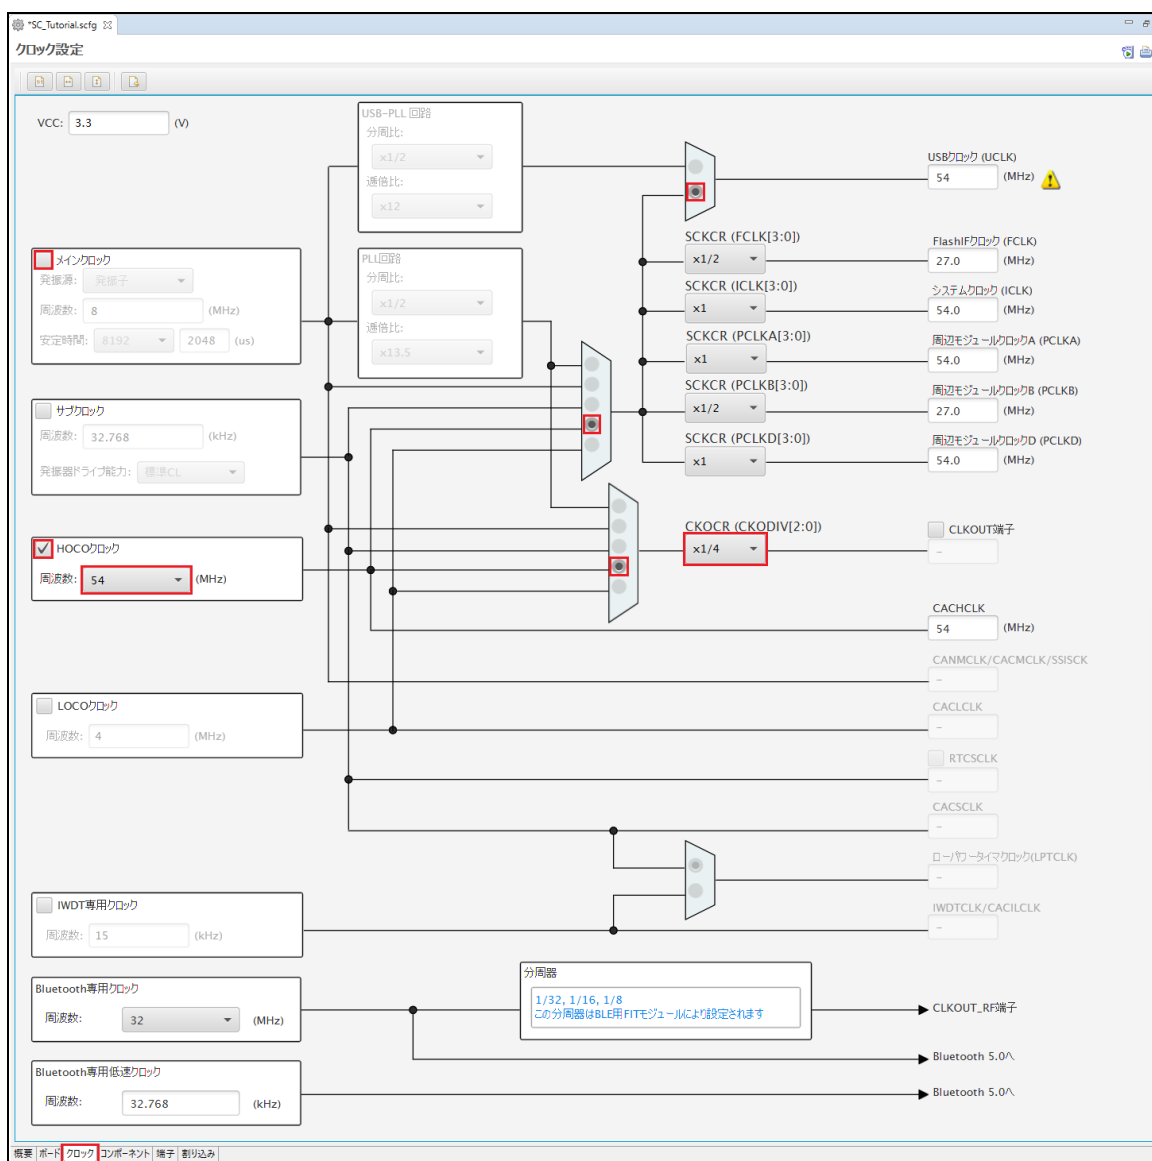 *SC_Tutorial.scfg
クロック設定
VCC: 3.3 (V)
USB-PLL 回路
分周比:
x1/2
逓倍比:
x12
USBクロック (UCLK)
54 (MHz)
メインクロック
発振源: 発振子
周波数: 8 (MHz)
安定時間: 8192 2048 (us)
PLL回路
分周比:
x1/2
逓倍比:
x13.5
SCKCR (FCLK[3:0])
x1/2
FlashIFクロック (FCLK)
27.0 (MHz)
SCKCR (ICLK[3:0])
x1
システムクロック (ICLK)
54.0 (MHz)
SCKCR (PCLKA[3:0])
x1
周辺モジュールクロックA (PCLKA)
54.0 (MHz)
SCKCR (PCLKB[3:0])
x1/2
周辺モジュールクロックB (PCLKB)
27.0 (MHz)
SCKCR (PCLKD[3:0])
x1
周辺モジュールクロックD (PCLKD)
54.0 (MHz)
サブクロック
周波数: 32.768 (kHz)
発振器ドライブ能力: 標準CL
HOCOクロック
周波数: 54 (MHz)
CKOCR (CKODIV[2:0])
x1/4
CLKOUT端子
-
CACHCLK
54 (MHz)
CANMCLK/CACMCLK/SSISCK
-
LOCOクロック
周波数: 4 (MHz)
CACLCLK
-
RTCSCLK
-
CACSCLK
-
ローパワータイマクロック(LPTCLK)
-
IWDT専用クロック
周波数: 15 (kHz)
IWDTCLK/CACILCLK
-
Bluetooth専用クロック
周波数: 32 (MHz)
分周器
1/32, 1/16, 1/8
この分周器はBLE用FITモジュールにより設定されます
CLKOUT_RF端子
Bluetooth 5.0へ
Bluetooth専用低速クロック
周波数: 32.768 (kHz)
Bluetooth 5.0へ
概要 ボード クロック コンポーネント 端子 割り込み